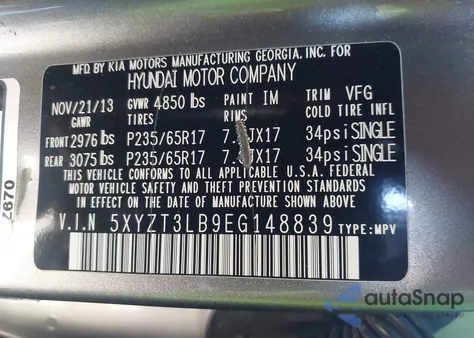 MFD.BY KIA MOTORS MANUFACTURING GEORGIA.INC.FOR
HYUNDAI MOTOR COMPANY
NOV/21/13 GVWR 4850 lbs PAINT IM TRIM VFG
GAWR TIRES RIMS COLD TIRE INFL
FRONT 2976 lbs P235/65R17 34psi SINGLE
REAR 3075 lbs P235/65R17 34psi SINGLE
THIS VEHICLE CONFORMS TO ALL APPLICABLE U.S. FEDERAL
MOTOR VEHICLE SAFETY AND THEFT PREVENTION STANDARDS
IN EFFECT ON THE DATE OF MANUFACTURE SHOWN ABOVE.
V.I.N 5XYZT3LB9EG148839 TYPE:MPV
autoSnap